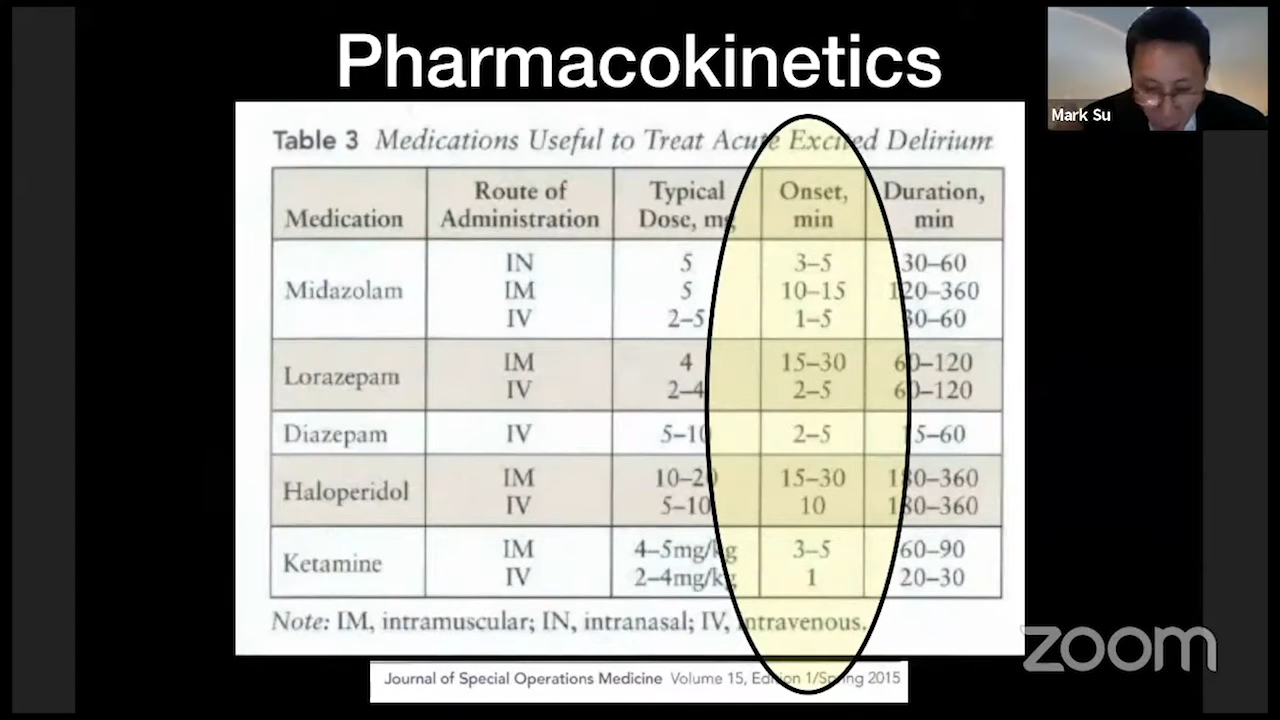 Pharmacokinetics
Mark Su
Table 3 Medications Useful to Treat Acute Excited Delirium
Medication Route of Administration Typical Dose, mg Onset, min Duration, min
Midazolam
IN 5 3–5 30–60
IM 5 10–15 120–360
IV 2–5 1–5 30–60
Lorazepam
IM 4 15–30 60–120
IV 2–4 2–5 60–120
Diazepam IV 5–10 2–5 15–60
Haloperidol
IM 10–20 15–30 180–360
IV 5–10 10 180–360
Ketamine
IM 4–5mg/kg 3–5 60–90
IV 2–4mg/kg 1 20–30
Note: IM, intramuscular; IN, intranasal; IV, intravenous.
Journal of Special Operations Medicine Volume 15, Edition 1/Spring 2015
zoom